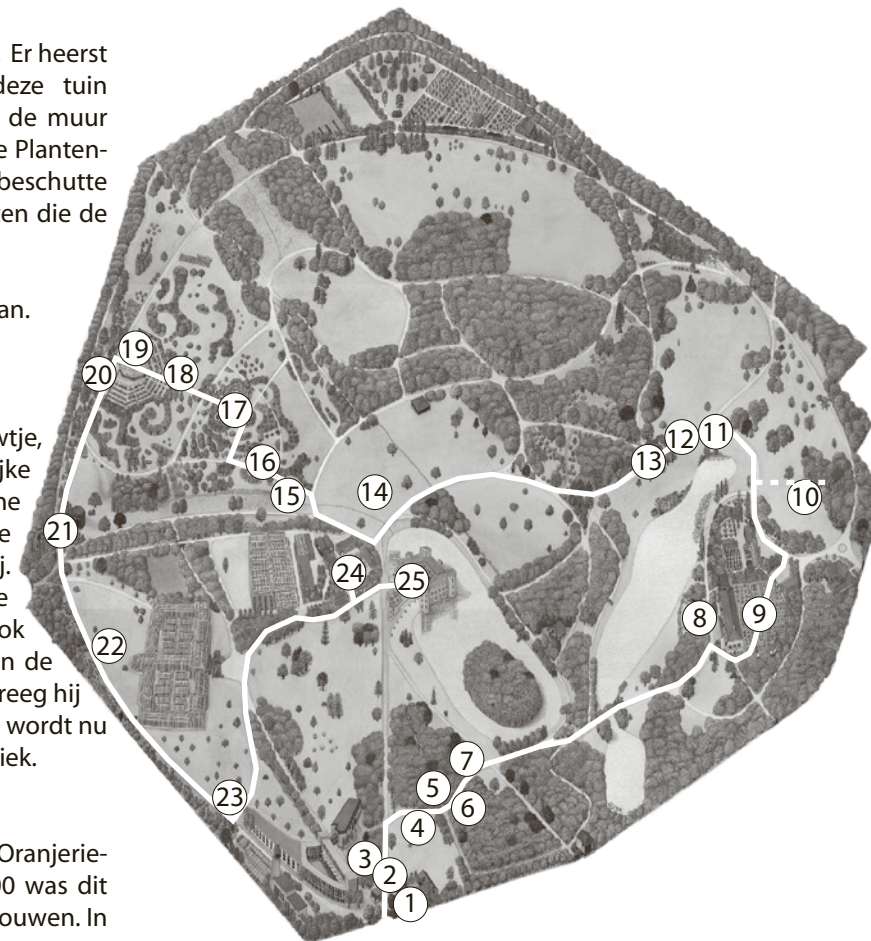 . Er heerst
deze tuin
de muur
e Planten-
beschutte
en die de
an.
wtje,
ijke
ne
e
j.
e
ok
n de
reeg hij
wordt nu
iek.
Oranjerie-
00 was dit
ouwen. In
1
2
3
4
5
6
7
8
9
10
11
12
13
14
15
16
17
18
19
20
21
22
23
24
25